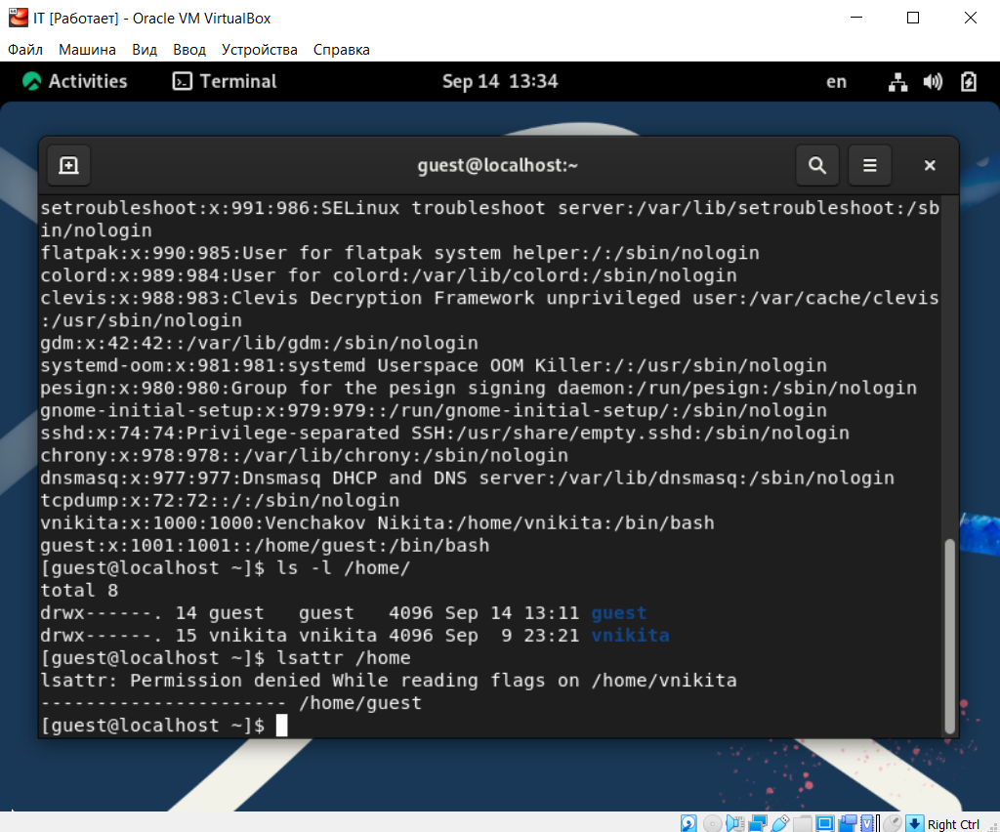 IT [Работает] - Oracle VM VirtualBox
Файл Машина Вид Ввод Устройства Справка
Activities Terminal Sep 14 13:34 en
guest@localhost:~
setroubleshoot:x:991:986:SELinux troubleshoot server:/var/lib/setroubleshoot:/sb
in/nologin
flatpak:x:990:985:User for flatpak system helper:/:/sbin/nologin
colord:x:989:984:User for colord:/var/lib/colord:/sbin/nologin
clevis:x:988:983:Clevis Decryption Framework unprivileged user:/var/cache/clevis
:/usr/sbin/nologin
gdm:x:42:42::/var/lib/gdm:/sbin/nologin
systemd-oom:x:981:981:systemd Userspace OOM Killer:/:/usr/sbin/nologin
pesign:x:980:980:Group for the pesign signing daemon:/run/pesign:/sbin/nologin
gnome-initial-setup:x:979:979::/run/gnome-initial-setup/:/sbin/nologin
sshd:x:74:74:Privilege-separated SSH:/usr/share/empty.sshd:/sbin/nologin
chrony:x:978:978::/var/lib/chrony:/sbin/nologin
dnsmasq:x:977:977:Dnsmasq DHCP and DNS server:/var/lib/dnsmasq:/sbin/nologin
tcpdump:x:72:72::/:/sbin/nologin
vnikita:x:1000:1000:Venchakov Nikita:/home/vnikita:/bin/bash
guest:x:1001:1001::/home/guest:/bin/bash
[guest@localhost ~]$ ls -l /home/
total 8
drwx------. 14 guest   guest   4096 Sep 14 13:11 guest
drwx------. 15 vnikita vnikita 4096 Sep  9 23:21 vnikita
[guest@localhost ~]$ lsattr /home
lsattr: Permission denied While reading flags on /home/vnikita
---------------------- /home/guest
[guest@localhost ~]$
Right Ctrl